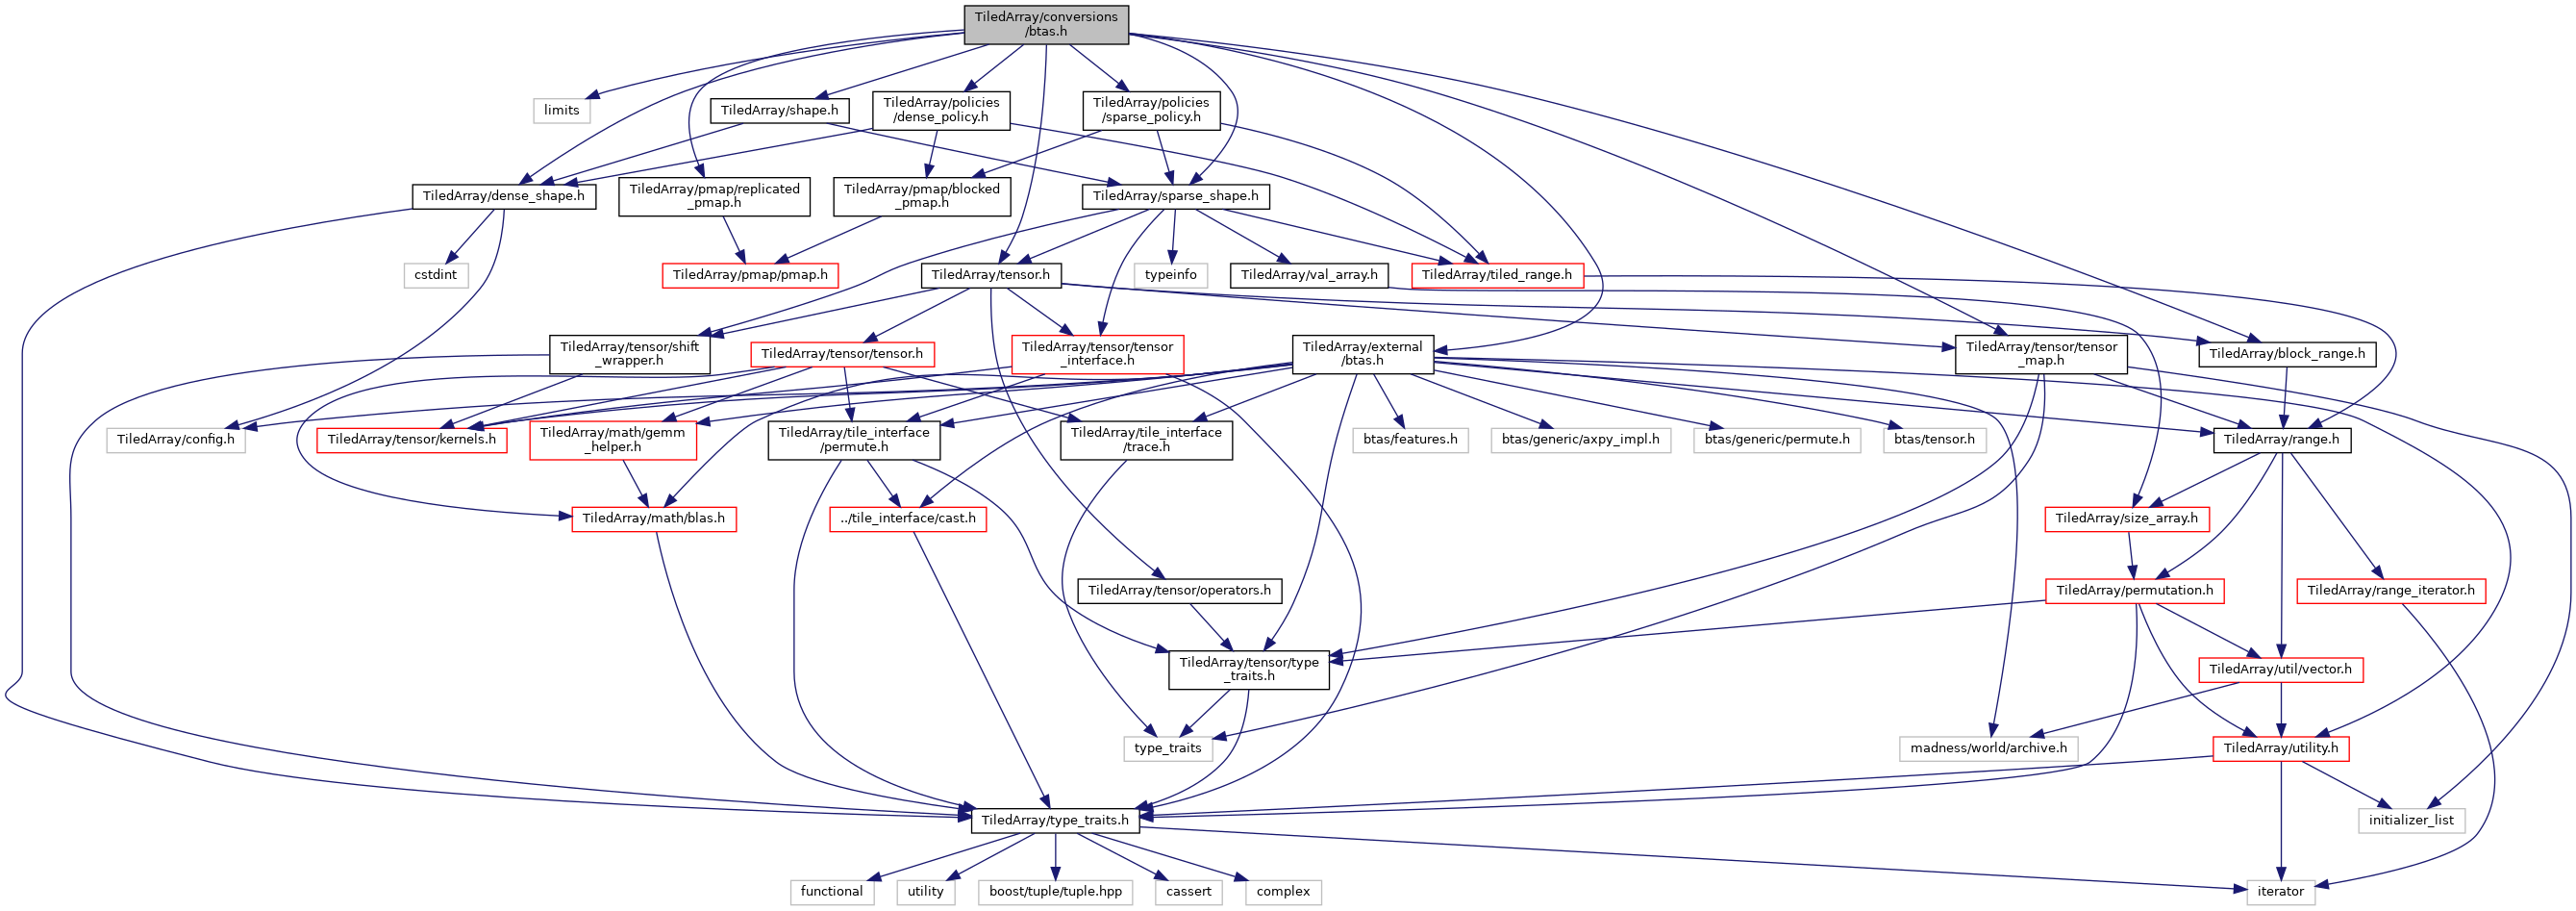 TiledArray/conversions
/btas.h
limits
TiledArray/shape.h
TiledArray/policies
/dense_policy.h
TiledArray/policies
/sparse_policy.h
TiledArray/dense_shape.h
TiledArray/pmap/replicated
_pmap.h
TiledArray/pmap/blocked
_pmap.h
TiledArray/sparse_shape.h
cstdint
TiledArray/pmap/pmap.h
TiledArray/tensor.h
typeinfo
TiledArray/val_array.h
TiledArray/tiled_range.h
TiledArray/tensor/shift
_wrapper.h
TiledArray/tensor/tensor.h
TiledArray/tensor/tensor
_interface.h
TiledArray/external
/btas.h
TiledArray/tensor/tensor
_map.h
TiledArray/block_range.h
TiledArray/config.h
TiledArray/tensor/kernels.h
TiledArray/math/gemm
_helper.h
TiledArray/tile_interface
/permute.h
TiledArray/tile_interface
/trace.h
btas/features.h
btas/generic/axpy_impl.h
btas/generic/permute.h
btas/tensor.h
TiledArray/range.h
TiledArray/math/blas.h
../tile_interface/cast.h
TiledArray/size_array.h
TiledArray/tensor/operators.h
TiledArray/permutation.h
TiledArray/range_iterator.h
TiledArray/tensor/type
_traits.h
TiledArray/util/vector.h
type_traits
madness/world/archive.h
TiledArray/utility.h
TiledArray/type_traits.h
initializer_list
functional
utility
boost/tuple/tuple.hpp
cassert
complex
iterator